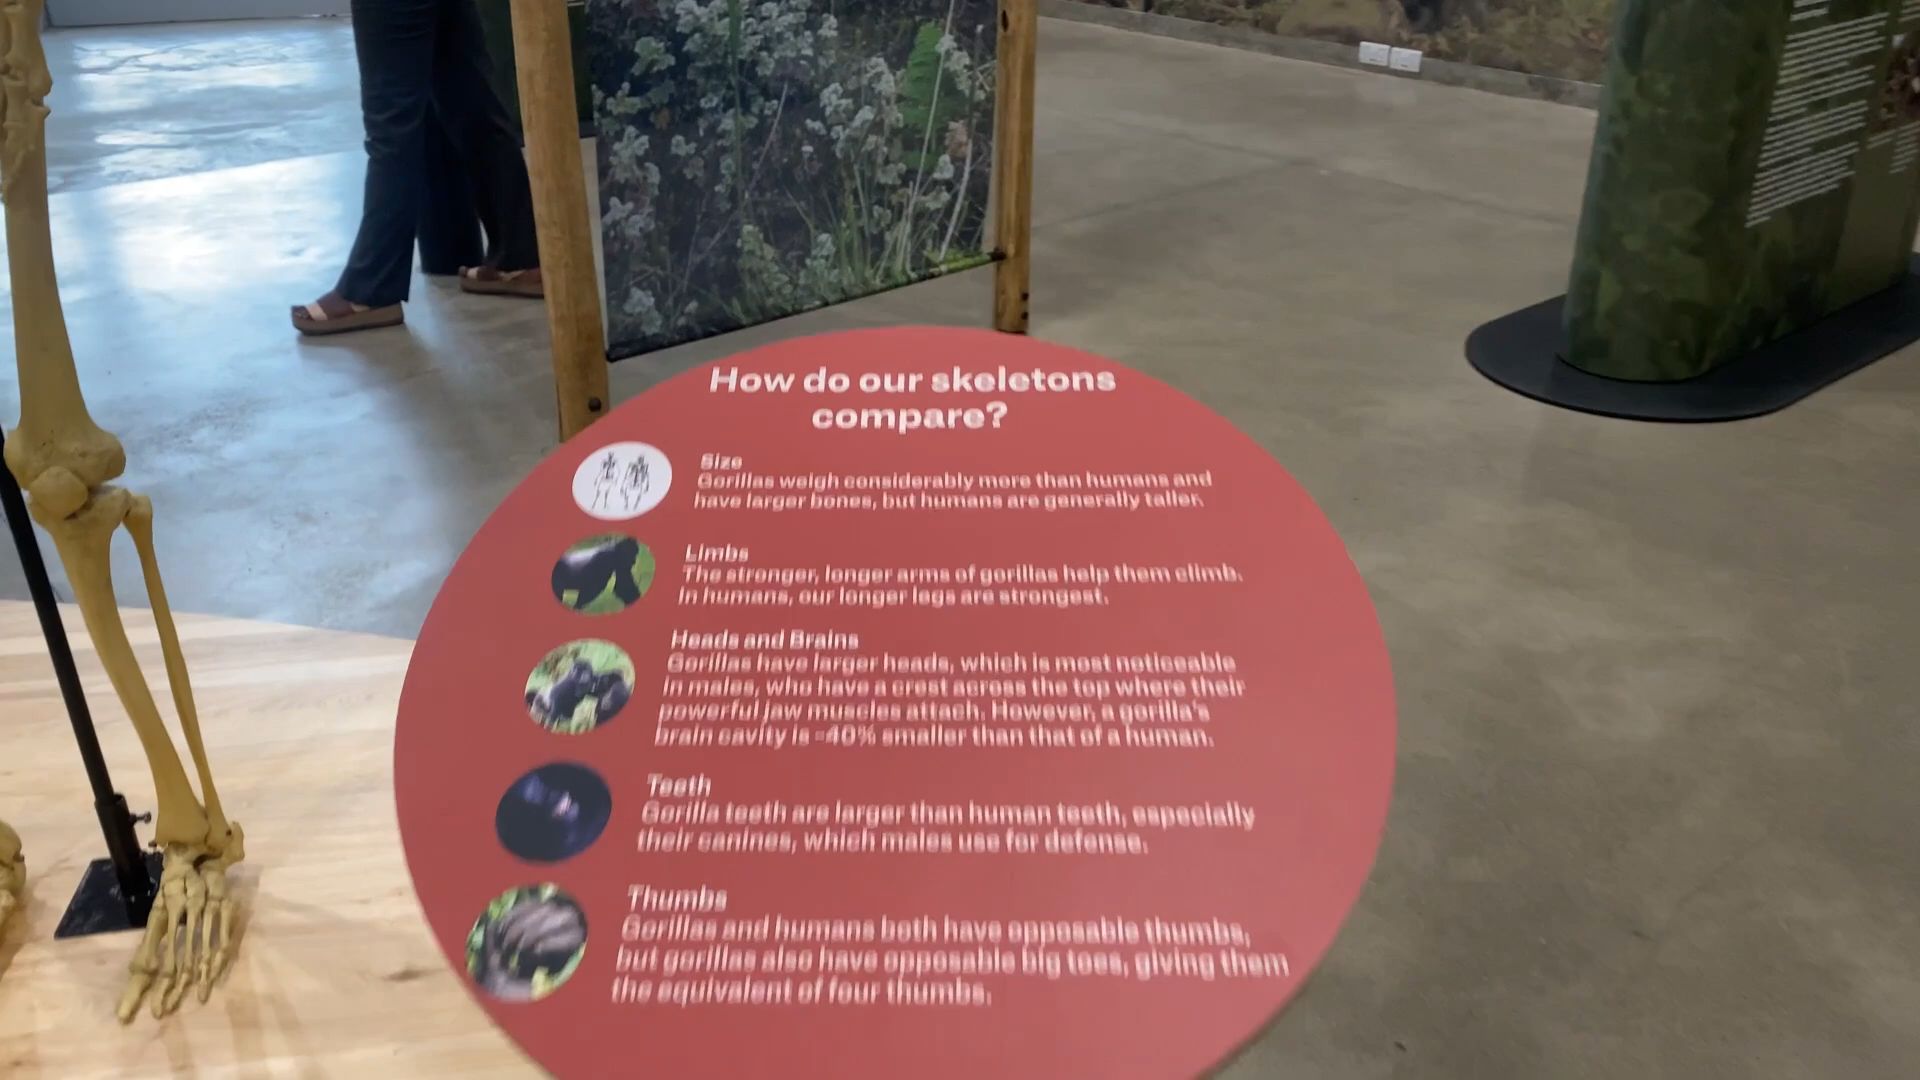 How do our skeletons
compare?
Size
Gorillas weigh considerably more than humans and
have larger bones, but humans are generally taller.
Limbs
The stronger, longer arms of gorillas help them climb.
In humans, our longer legs are strongest.
Heads and Brains
Gorillas have larger heads, which is most noticeable
in males, who have a crest across the top where their
powerful jaw muscles attach. However, a gorilla's
brain cavity is ~40% smaller than that of a human.
Teeth
Gorilla teeth are larger than human teeth, especially
their canines, which males use for defense.
Thumbs
Gorillas and humans both have opposable thumbs,
but gorillas also have opposable big toes, giving them
the equivalent of four thumbs.